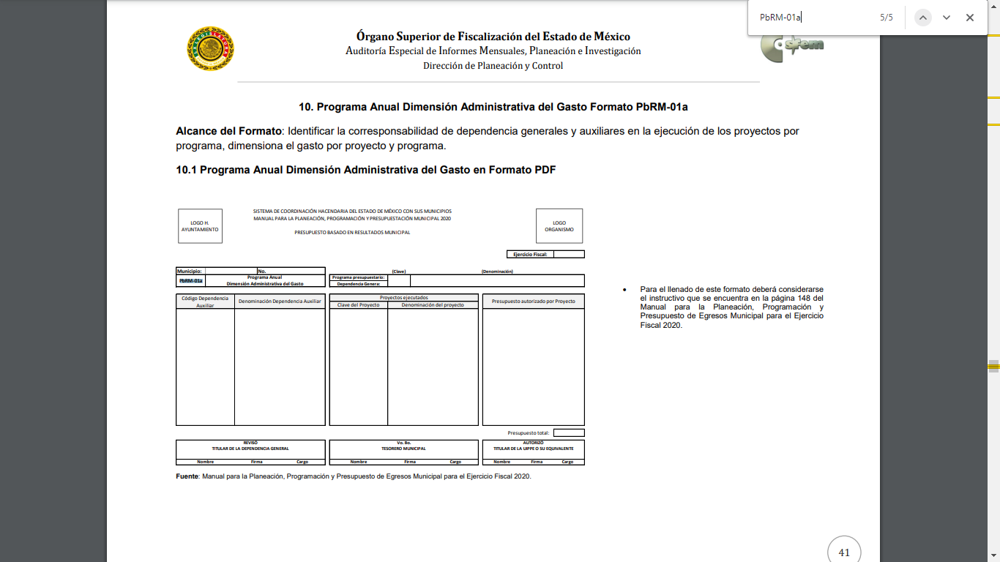 PbRM-01a
5/5
Órgano Superior de Fiscalización del Estado de México
Auditoría Especial de Informes Mensuales, Planeación e Investigación
Dirección de Planeación y Control
10. Programa Anual Dimensión Administrativa del Gasto Formato PbRM-01a
Alcance del Formato: Identificar la corresponsabilidad de dependencia generales y auxiliares en la ejecución de los proyectos por
programa, dimensiona el gasto por proyecto y programa.
10.1 Programa Anual Dimensión Administrativa del Gasto en Formato PDF
LOGO H.
AYUNTAMIENTO
SISTEMA DE COORDINACIÓN HACENDARIA DEL ESTADO DE MÉXICO CON SUS MUNICIPIOS
MANUAL PARA LA PLANEACIÓN, PROGRAMACIÓN Y PRESUPUESTACIÓN MUNICIPAL 2020
PRESUPUESTO BASADO EN RESULTADOS MUNICIPAL
LOGO
ORGANISMO
Ejercicio Fiscal:
Municipio: No.
PbRM-01a
Programa Anual
Dimensión Administrativa del Gasto
(Clave) (Denominación)
Programa presupuestario:
Dependencia Genera:
Código Dependencia
Auxiliar
Denominación Dependencia Auxiliar
Proyectos ejecutados
Clave del Proyecto Denominación del proyecto
Presupuesto autorizado por Proyecto
Presupuesto total:
REVISÓ
TITULAR DE LA DEPENDENCIA GENERAL
Nombre Firma Cargo
Vo. Bo.
TESORERO MUNICIPAL
Nombre Firma Cargo
AUTORIZÓ
TITULAR DE LA UIPPE O SU EQUIVALENTE
Nombre Firma Cargo
• Para el llenado de este formato deberá considerarse
el instructivo que se encuentra en la página 148 del
Manual para la Planeación, Programación y
Presupuesto de Egresos Municipal para el Ejercicio
Fiscal 2020.
Fuente: Manual para la Planeación, Programación y Presupuesto de Egresos Municipal para el Ejercicio Fiscal 2020.
41